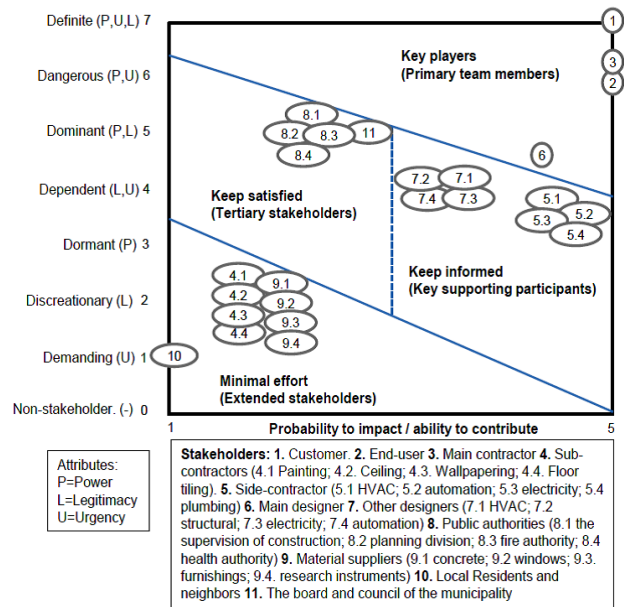 Definite (P,U,L) 7
1
Key players
(Primary team members)
3
Dangerous (P,U) 6
2
8.1
Dominant (P,L) 5
8.2
8.3
11
8.4
6
7.2
7.1
Dependent (L,U) 4
7.4
7.3
5.1
5.2
5.3
5.4
Keep satisfied
(Tertiary stakeholders)
Dormant (P) 3
Keep informed
(Key supporting participants)
4.1
9.1
Discreationary (L) 2
4.2
9.2
4.3
9.3
4.4
9.4
Demanding (U) 1
10
Minimal effort
(Extended stakeholders)
Non-stakeholder. (-) 0
1
Probability to impact / ability to contribute
5
Attributes:
P=Power
L=Legitimacy
U=Urgency
Stakeholders: 1. Customer. 2. End-user 3. Main contractor 4. Sub-
contractors (4.1 Painting; 4.2. Ceiling; 4.3. Wallpapering; 4.4. Floor
tiling). 5. Side-contractor (5.1 HVAC; 5.2 automation; 5.3 electricity; 5.4
plumbing) 6. Main designer 7. Other designers (7.1 HVAC; 7.2
structural; 7.3 electricity; 7.4 automation) 8. Public authorities (8.1 the
supervision of construction; 8.2 planning division; 8.3 fire authority; 8.4
health authority) 9. Material suppliers (9.1 concrete; 9.2 windows; 9.3.
furnishings; 9.4. research instruments) 10. Local Residents and
neighbors 11. The board and council of the municipality